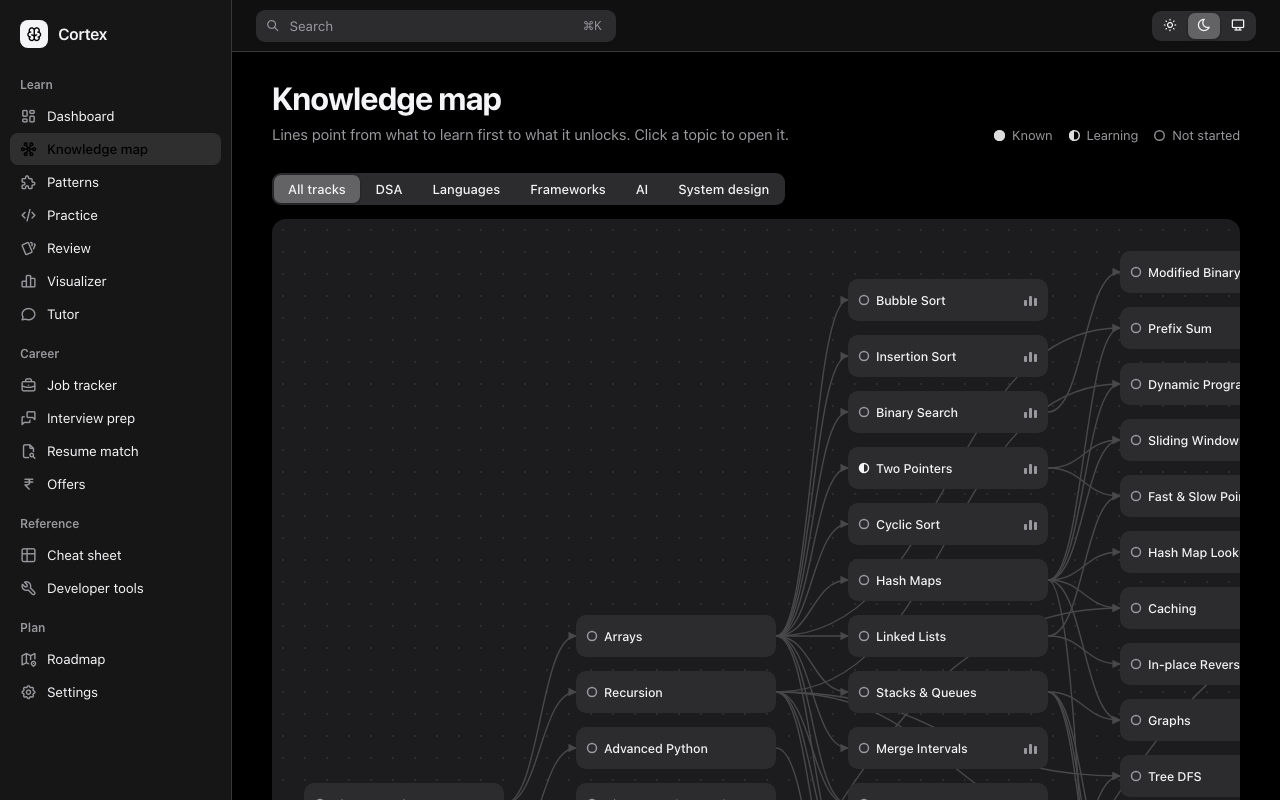 Cortex
Search
⌘K
Learn
Dashboard
Knowledge map
Patterns
Practice
Review
Visualizer
Tutor
Career
Job tracker
Interview prep
Resume match
Offers
Reference
Cheat sheet
Developer tools
Plan
Roadmap
Settings
Knowledge map
Lines point from what to learn first to what it unlocks. Click a topic to open it.
Known
Learning
Not started
All tracks
DSA
Languages
Frameworks
AI
System design
Arrays
Recursion
Advanced Python
Bubble Sort
Insertion Sort
Binary Search
Two Pointers
Cyclic Sort
Hash Maps
Linked Lists
Stacks & Queues
Merge Intervals
Modified Binary
Prefix Sum
Dynamic Progra
Sliding Window
Fast & Slow Poi
Hash Map Look
Caching
In-place Revers
Graphs
Tree DFS